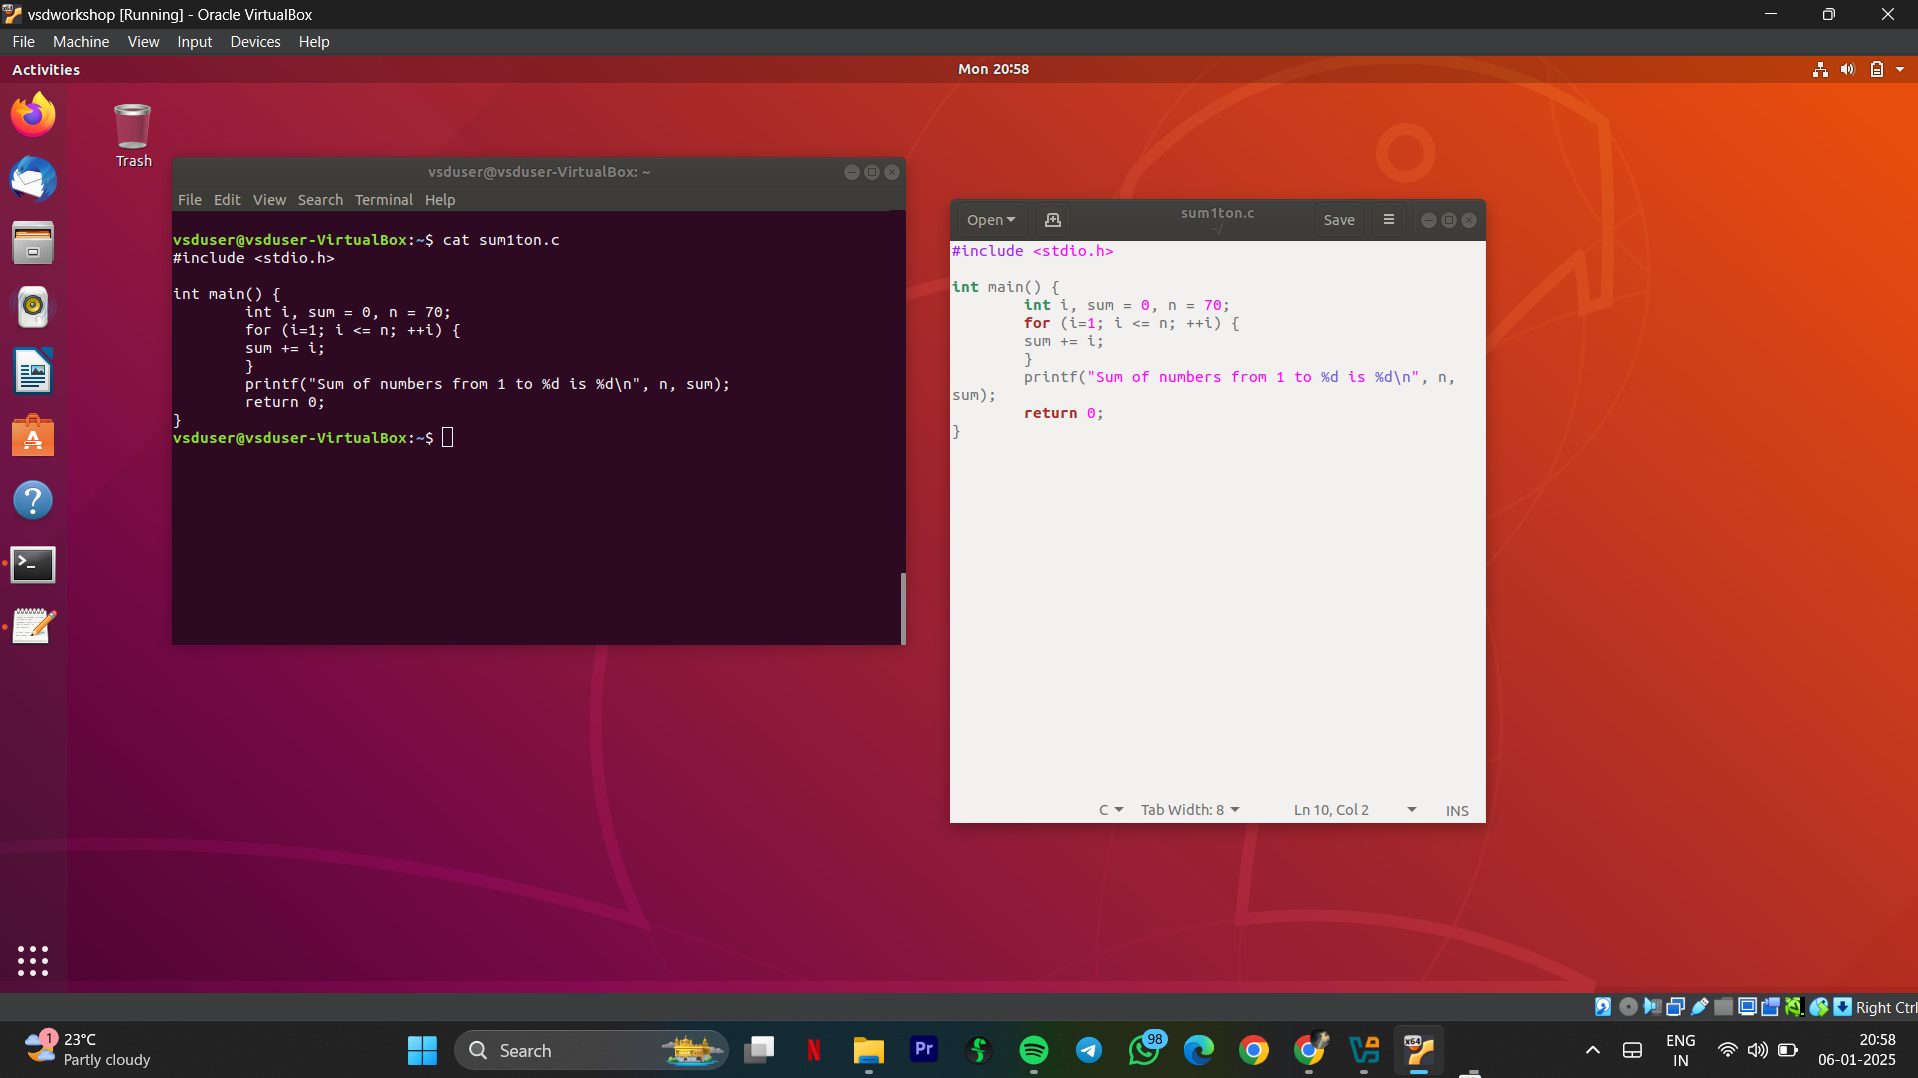 vsdworkshop [Running] - Oracle VirtualBox
File Machine View Input Devices Help
Activities
Mon 20:58
Trash
vsduser@vsduser-VirtualBox: ~
File Edit View Search Terminal Help
vsduser@vsduser-VirtualBox:~$ cat sum1ton.c
#include <stdio.h>
int main() {
int i, sum = 0, n = 70;
for (i=1; i <= n; ++i) {
sum += i;
}
printf("Sum of numbers from 1 to %d is %d\n", n, sum);
return 0;
}
vsduser@vsduser-VirtualBox:~$
Open
sum1ton.c
~/
Save
#include <stdio.h>
int main() {
int i, sum = 0, n = 70;
for (i=1; i <= n; ++i) {
sum += i;
}
printf("Sum of numbers from 1 to %d is %d\n", n,
sum);
return 0;
}
C Tab Width: 8 Ln 10, Col 2 INS
Right Ctrl
1
23°C
Partly cloudy
Search
N
Pr
98
x64
ENG
IN
20:58
06-01-2025